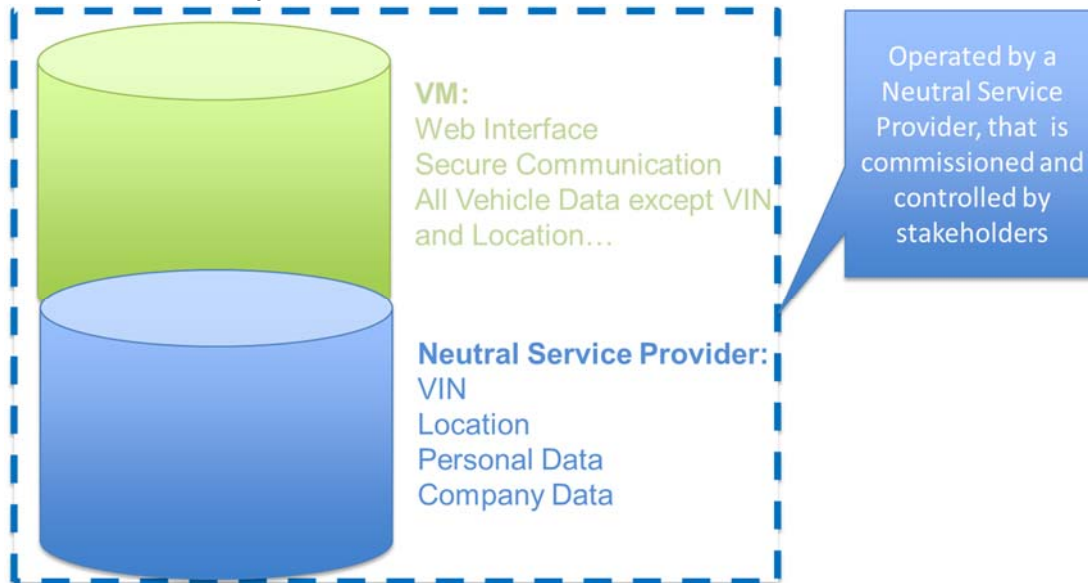 VM:
Web Interface
Secure Communication
All Vehicle Data except VIN
and Location…
Neutral Service Provider:
VIN
Location
Personal Data
Company Data
Operated by a
Neutral Service
Provider, that is
commissioned and
controlled by
stakeholders